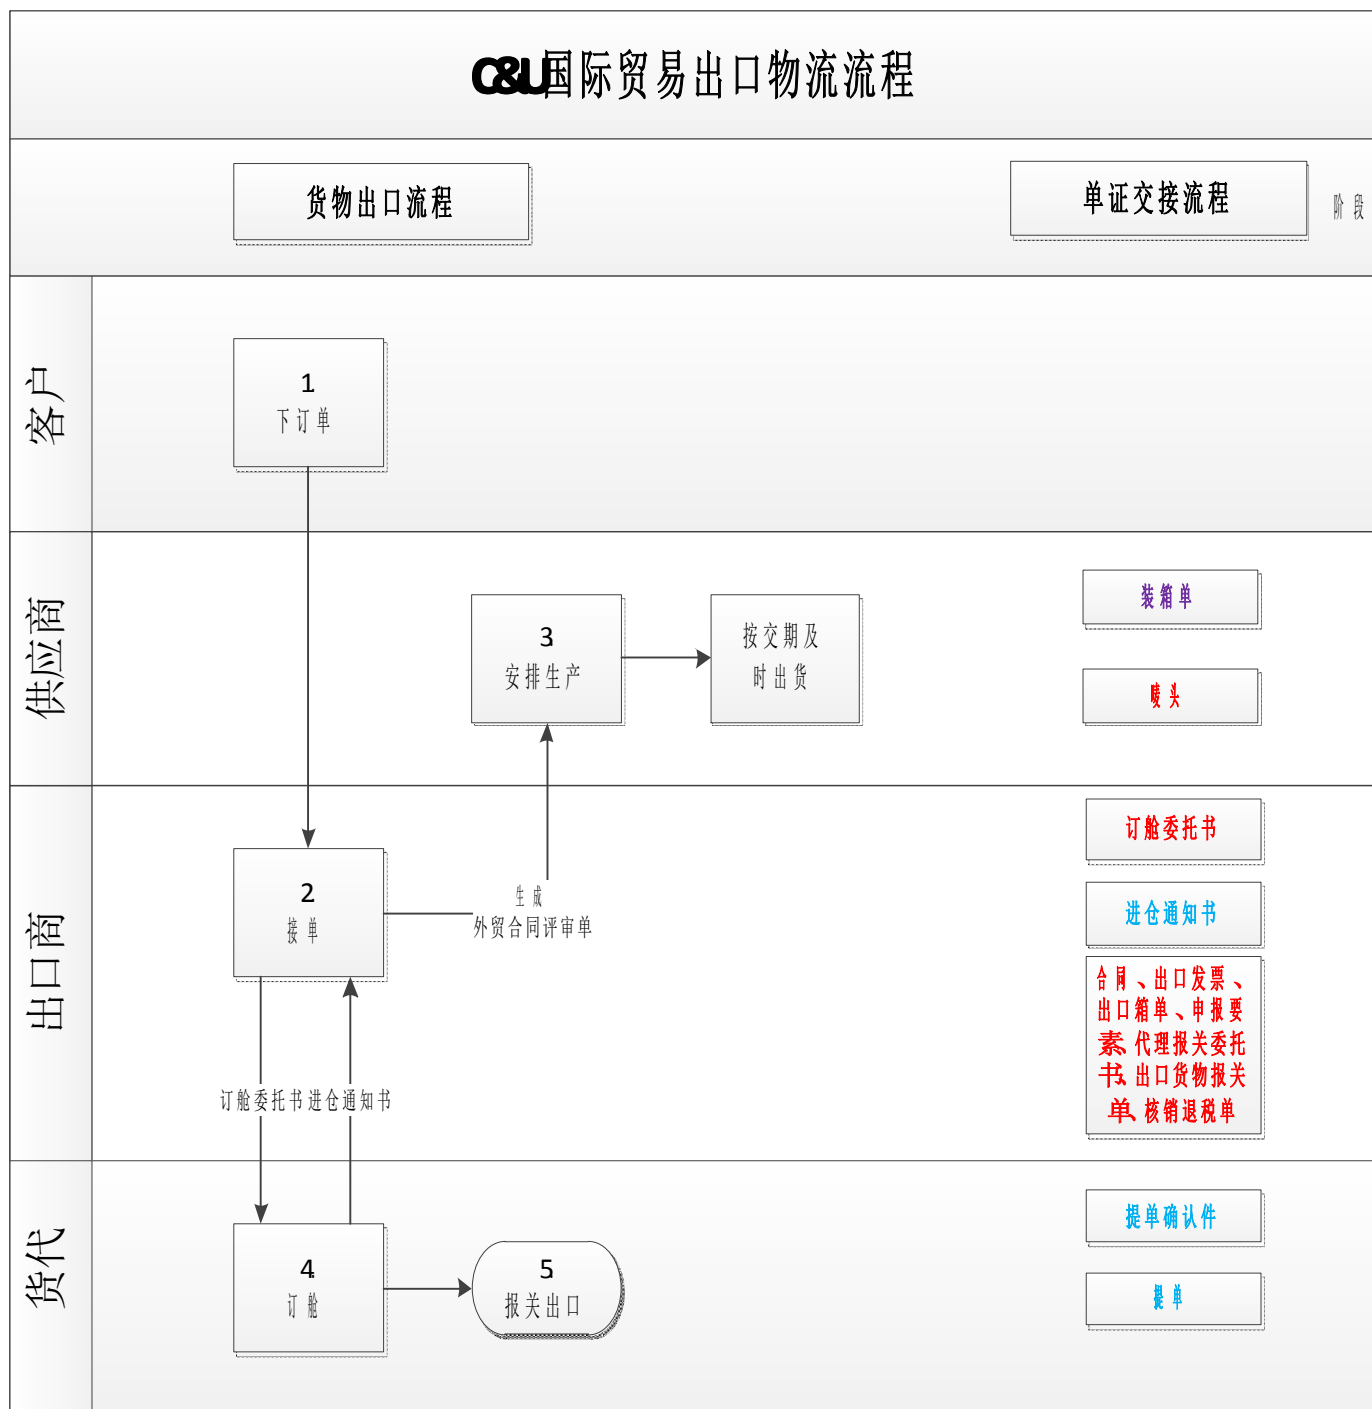 C&U国际贸易出口物流流程
货物出口流程
单证交接流程
阶段
客户
1
下订单
供应商
3
安排生产
按交期及
时出货
装箱单
唛头
出口商
2
接单
生成
外贸合同评审单
订舱委托书
进仓通知书
订舱委托书
进仓通知书
合同、出口发票、
出口箱单、申报要
素、代理报关委托
书、出口货物报关
单、核销退税单
货代
4
订舱
5
报关出口
提单确认件
提单